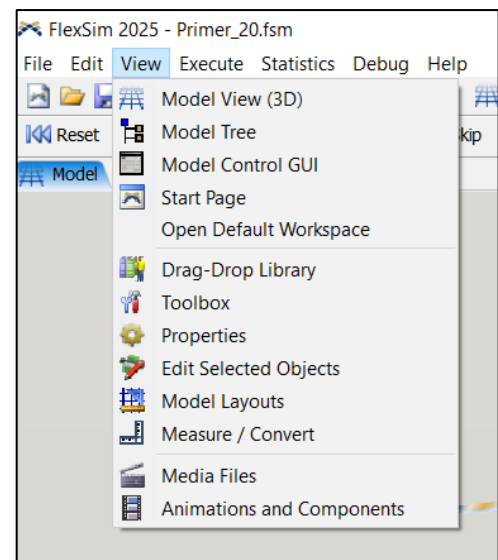 FlexSim 2025 - Primer_20.fsm
File Edit View Execute Statistics Debug Help
Model View (3D)
Model Tree
Reset
kip
Model Control GUI
Model
Start Page
Open Default Workspace
Drag-Drop Library
Toolbox
Properties
Edit Selected Objects
Model Layouts
Measure / Convert
Media Files
Animations and Components